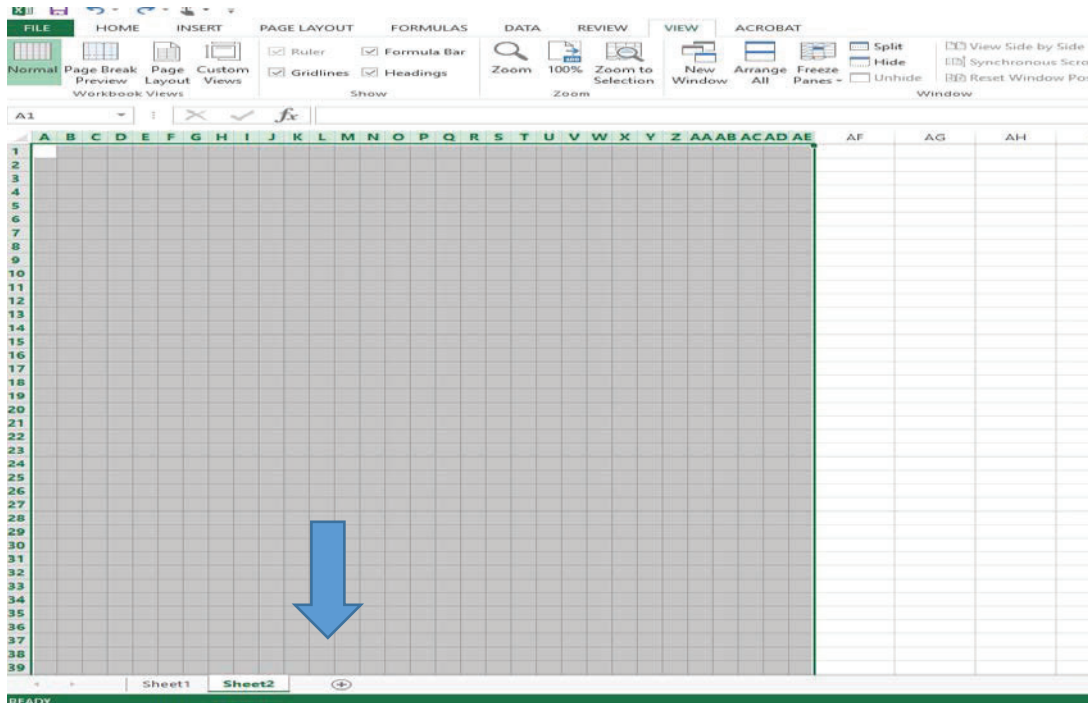 FILE HOME INSERT PAGE LAYOUT FORMULAS DATA REVIEW VIEW ACROBAT
Normal Page Break Preview Page Layout Custom Views
Workbook Views
Ruler Formula Bar
Gridlines Headings
Show
Zoom 100% Zoom to Selection
Zoom
New Window Arrange All Freeze Panes
Split
Hide
Unhide
View Side by Side
Synchronous
Reset Window
Window
A1 fx
A B C D E F G H I J K L M N O P Q R S T U V W X Y Z AA AB AC AD AE AF AG AH
1
2
3
4
5
6
7
8
9
10
11
12
13
14
15
16
17
18
19
20
21
22
23
24
25
26
27
28
29
30
31
32
33
34
35
36
37
38
39
Sheet1 Sheet2
READY